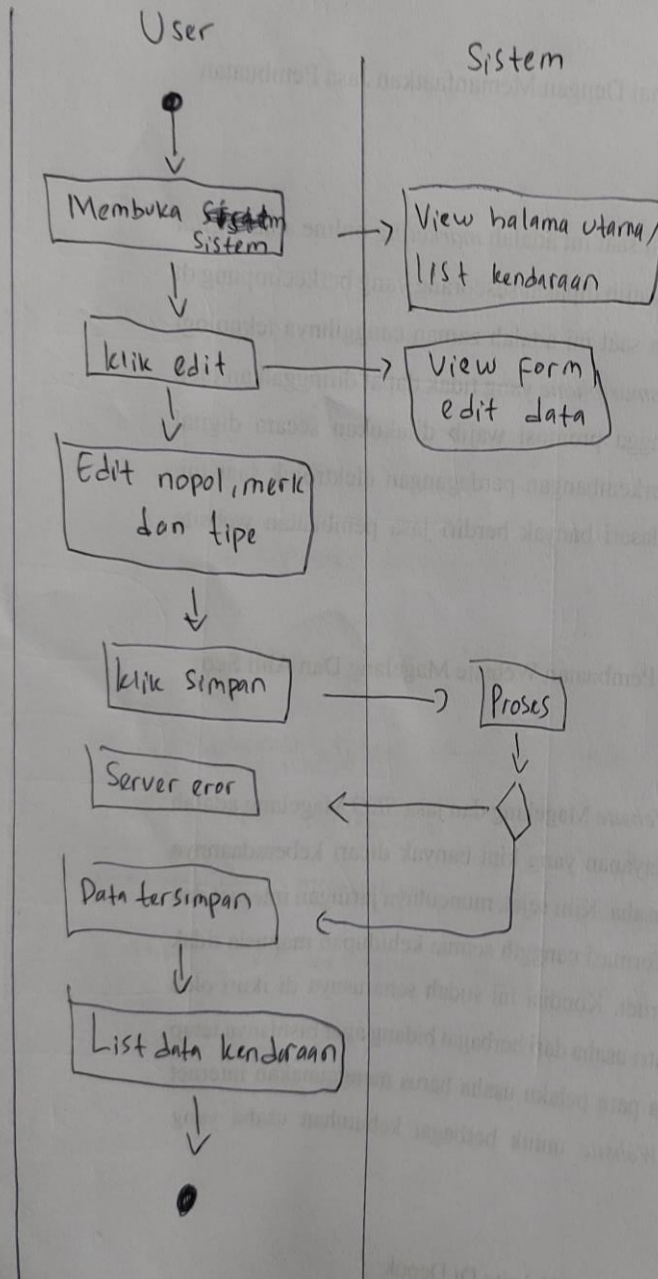 User
Sistem
Membuka
sistem
View halama utama/
list kendaraan
klik edit
View form
edit data
Edit nopol, merk
dan tipe
klik simpan
Proses
Server eror
Data tersimpan
List data kendaraan